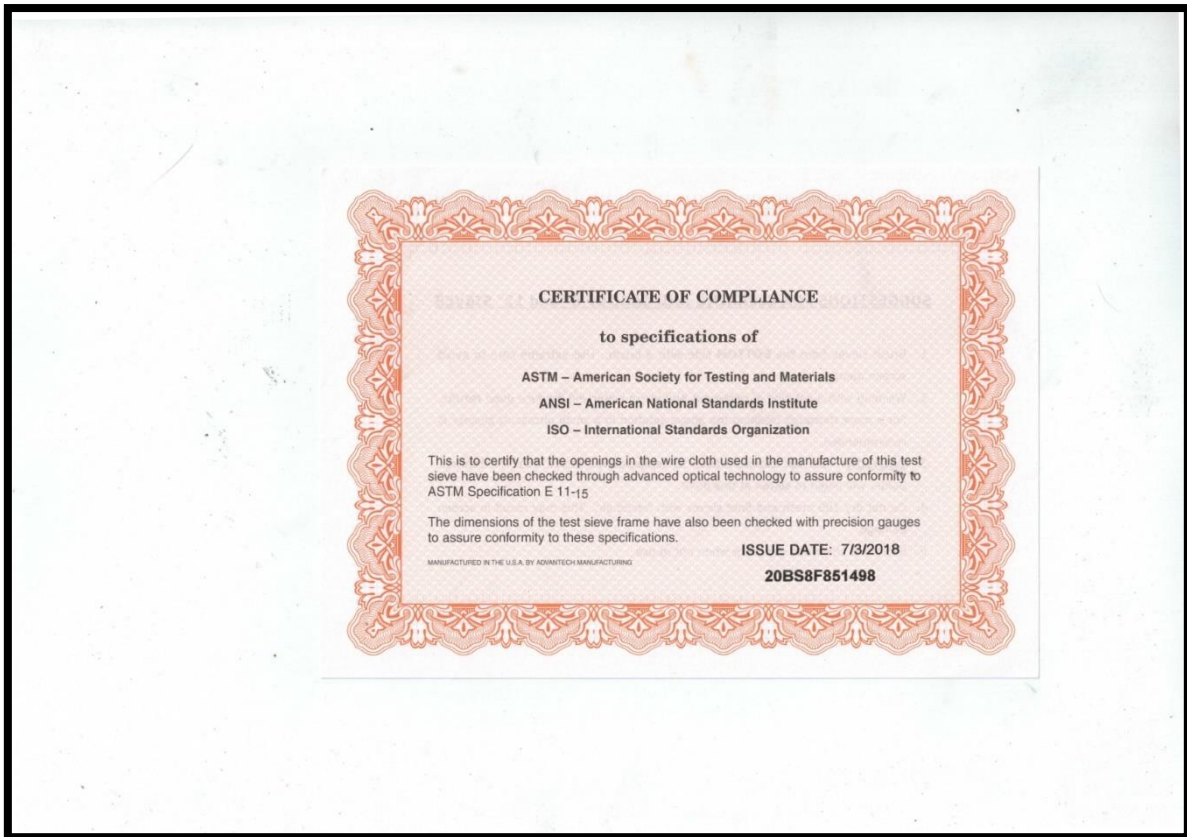 CERTIFICATE OF COMPLIANCE
to specifications of
ASTM – American Society for Testing and Materials
ANSI – American National Standards Institute
ISO – International Standards Organization
This is to certify that the openings in the wire cloth used in the manufacture of this test
sieve have been checked through advanced optical technology to assure conformity to
ASTM Specification E 11-15
The dimensions of the test sieve frame have also been checked with precision gauges
to assure conformity to these specifications.
ISSUE DATE: 7/3/2018
MANUFACTURED IN THE U.S.A. BY ADVANTECH MANUFACTURING
20BS8F851498